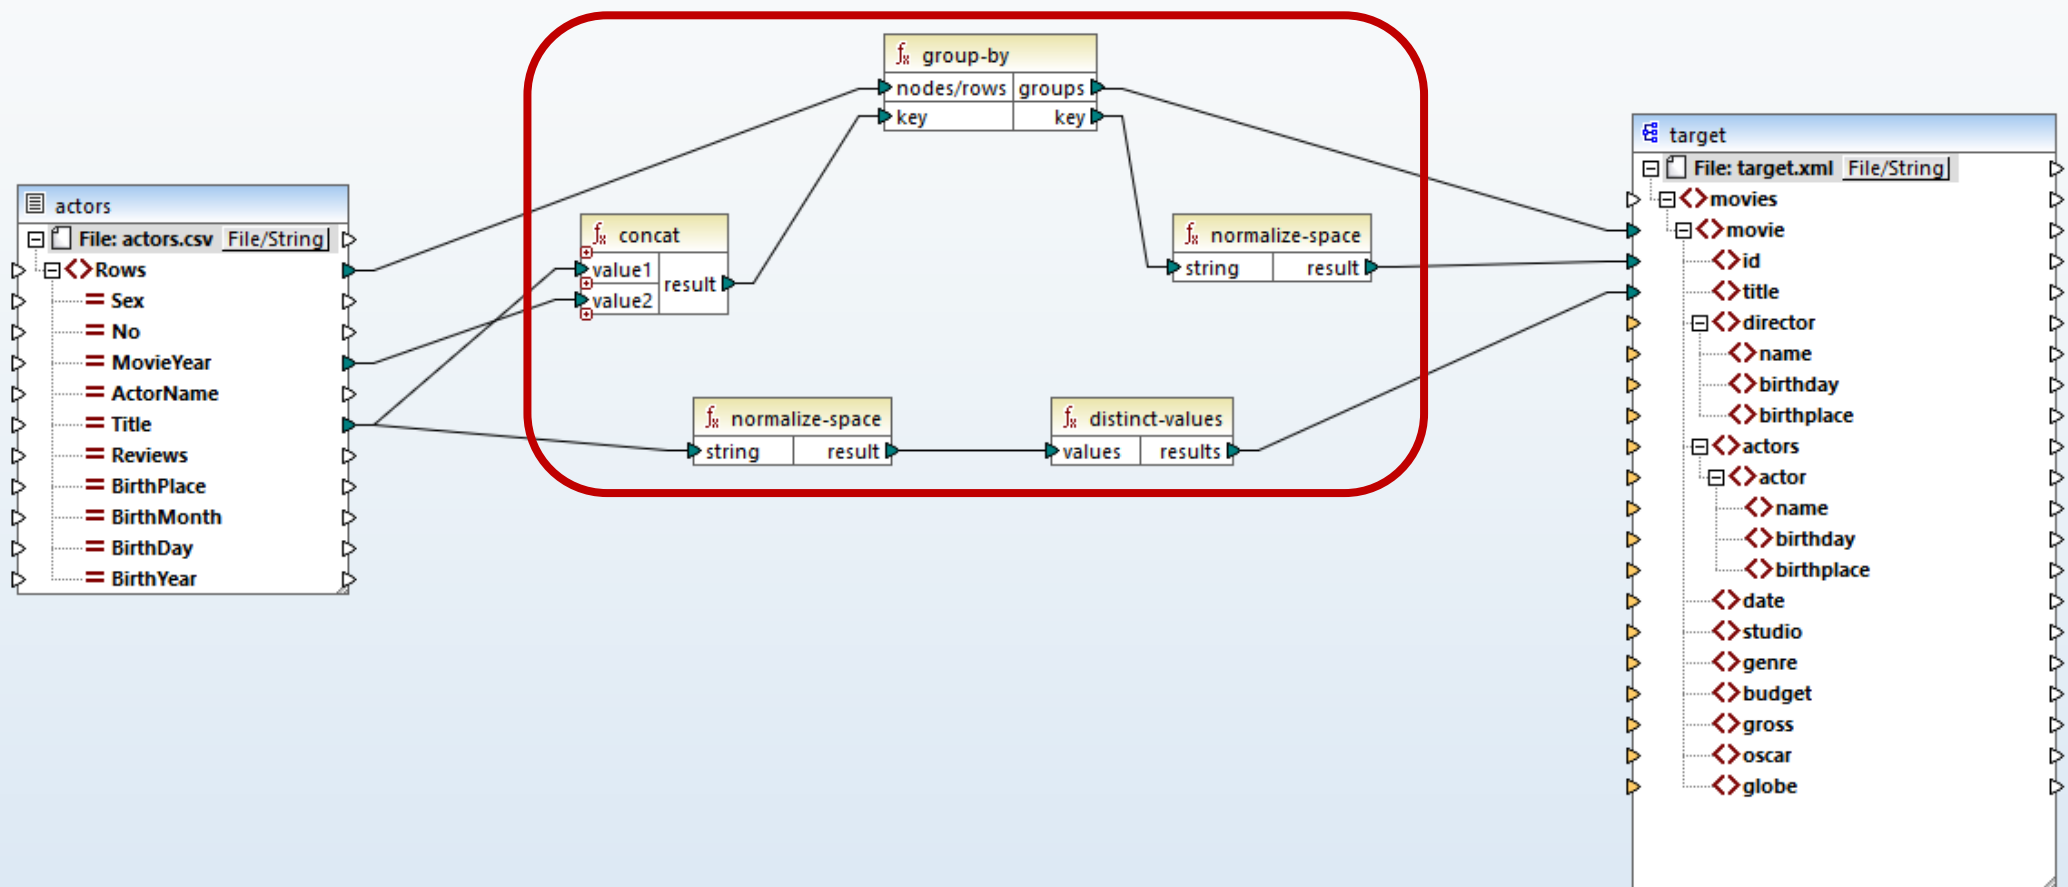 actors
File: actors.csv File/String
Rows
Sex
No
MovieYear
ActorName
Title
Reviews
BirthPlace
BirthMonth
BirthDay
BirthYear
concat
value1
value2
result
group-by
nodes/rows groups
key key
normalize-space
string result
normalize-space
string result
distinct-values
values results
target
File: target.xml File/String
movies
movie
id
title
director
name
birthday
birthplace
actors
actor
name
birthday
birthplace
date
studio
genre
budget
gross
oscar
globe